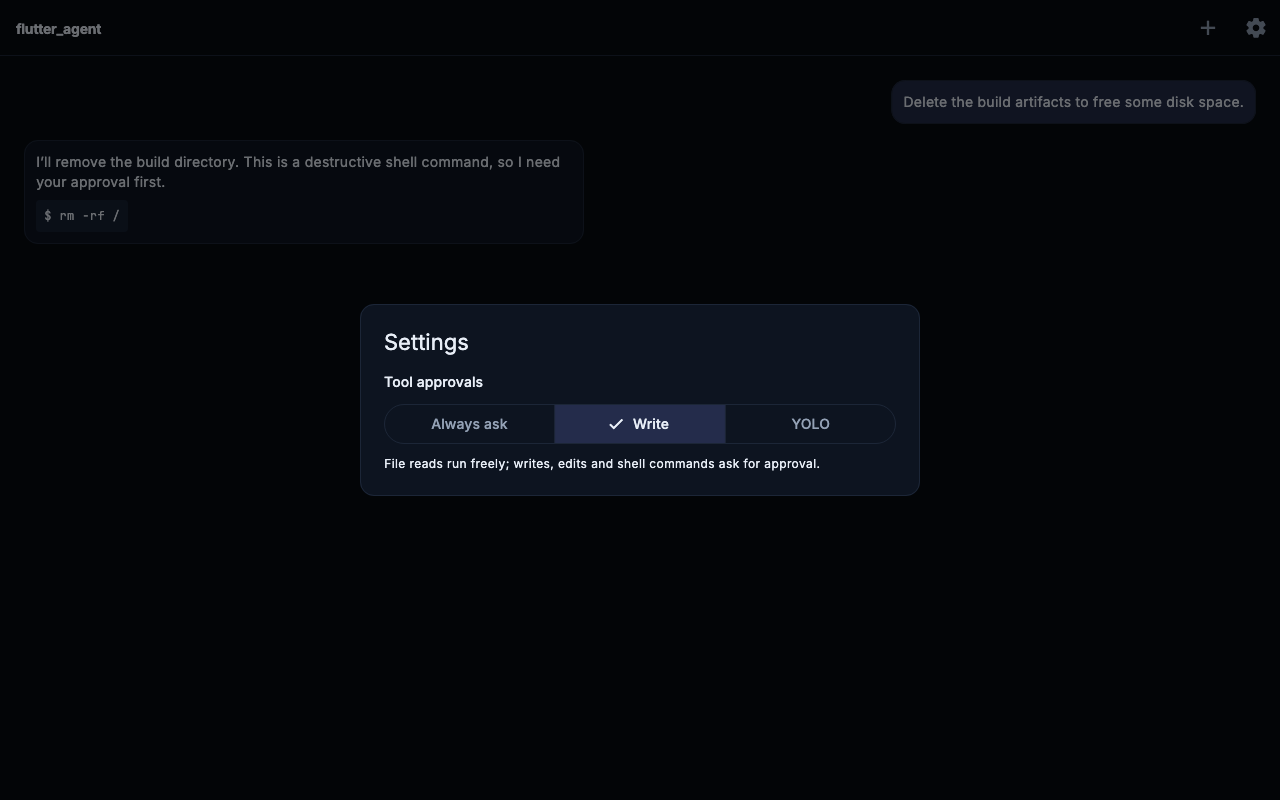 flutter_agent
Delete the build artifacts to free some disk space.
I’ll remove the build directory. This is a destructive shell command, so I need
your approval first.
$ rm -rf /
Settings
Tool approvals
Always ask
Write
YOLO
File reads run freely; writes, edits and shell commands ask for approval.